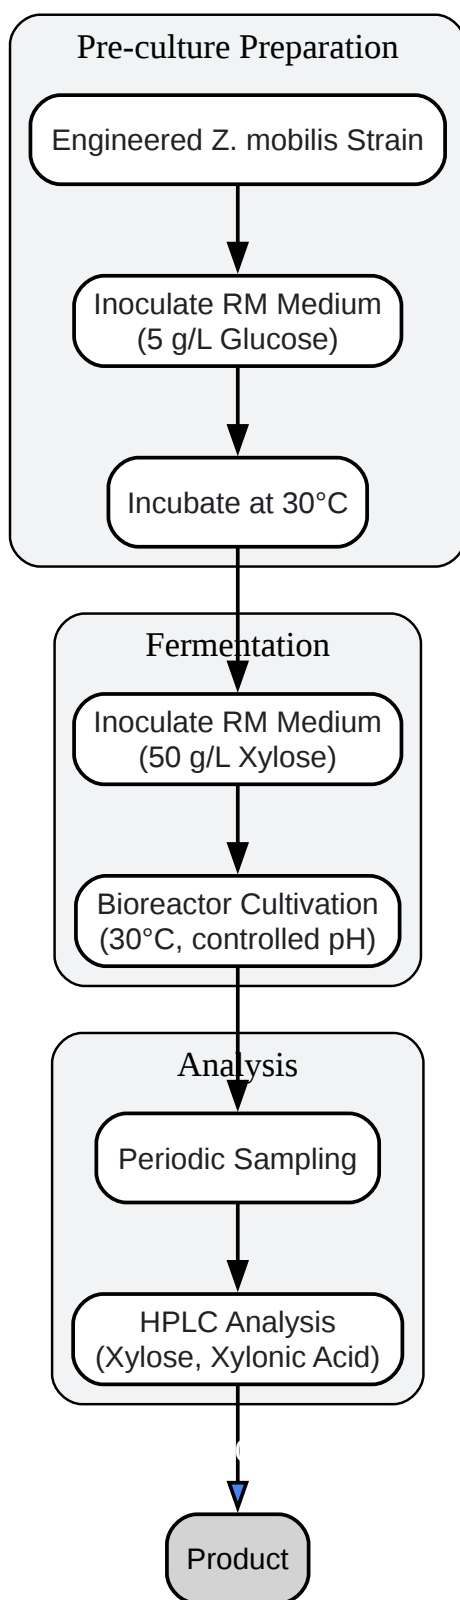 Pre-culture Preparation
Engineered Z. mobilis Strain
Inoculate RM Medium
(5 g/L Glucose)
Incubate at 30°C
Fermentation
Inoculate RM Medium
(50 g/L Xylose)
Bioreactor Cultivation
(30°C, controlled pH)
Analysis
Periodic Sampling
HPLC Analysis
(Xylose, Xylonic Acid)
Product